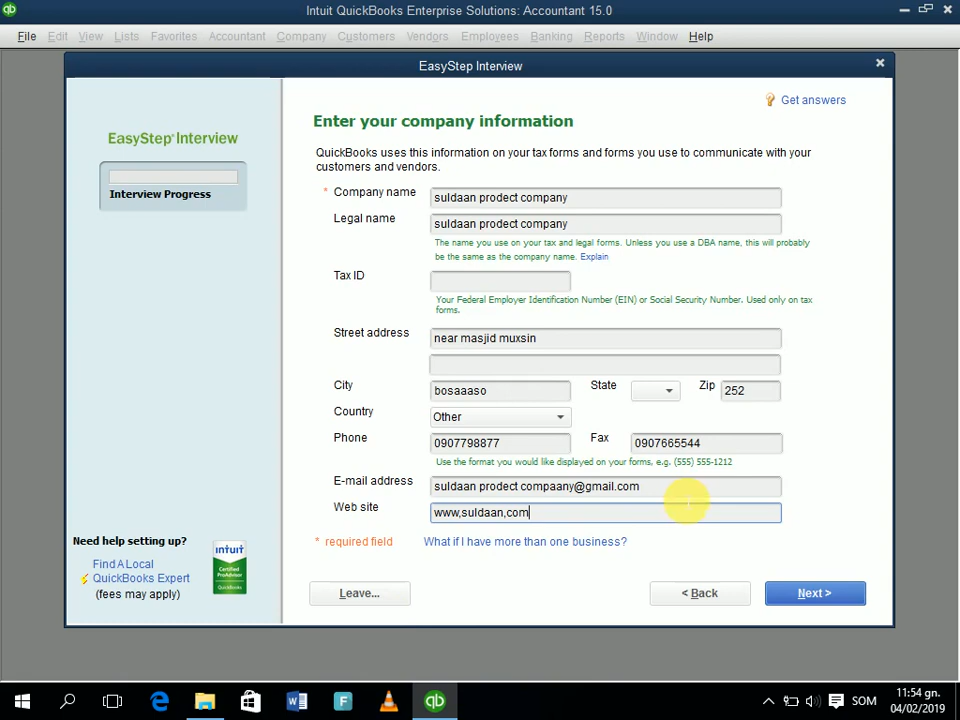 Intuit QuickBooks Enterprise Solutions: Accountant 15.0
File Edit View Lists Favorites Accountant Company Customers Vendors Employees Banking Reports Window Help
EasyStep Interview
Get answers
EasyStep Interview
Interview Progress
Enter your company information
QuickBooks uses this information on your tax forms and forms you use to communicate with your
customers and vendors.
* Company name suldaan prodect company
Legal name suldaan prodect company
The name you use on your tax and legal forms. Unless you use a DBA name, this will probably
be the same as the company name. Explain
Tax ID
Your Federal Employer Identification Number (EIN) or Social Security Number. Used only on tax
forms.
Street address near masjid muxsin
City bosaaaso State Zip 252
Country Other
Phone 0907798877 Fax 0907665544
Use the format you would like displayed on your forms, e.g. (555) 555-1212
E-mail address suldaan prodect compaany@gmail.com
Web site www,suldaan,com
* required field What if I have more than one business?
Need help setting up?
Find A Local
QuickBooks Expert
(fees may apply)
intuit
Certified
ProAdvisor
QuickBooks
Leave... < Back Next >
SOM
11:54 gn.
04/02/2019